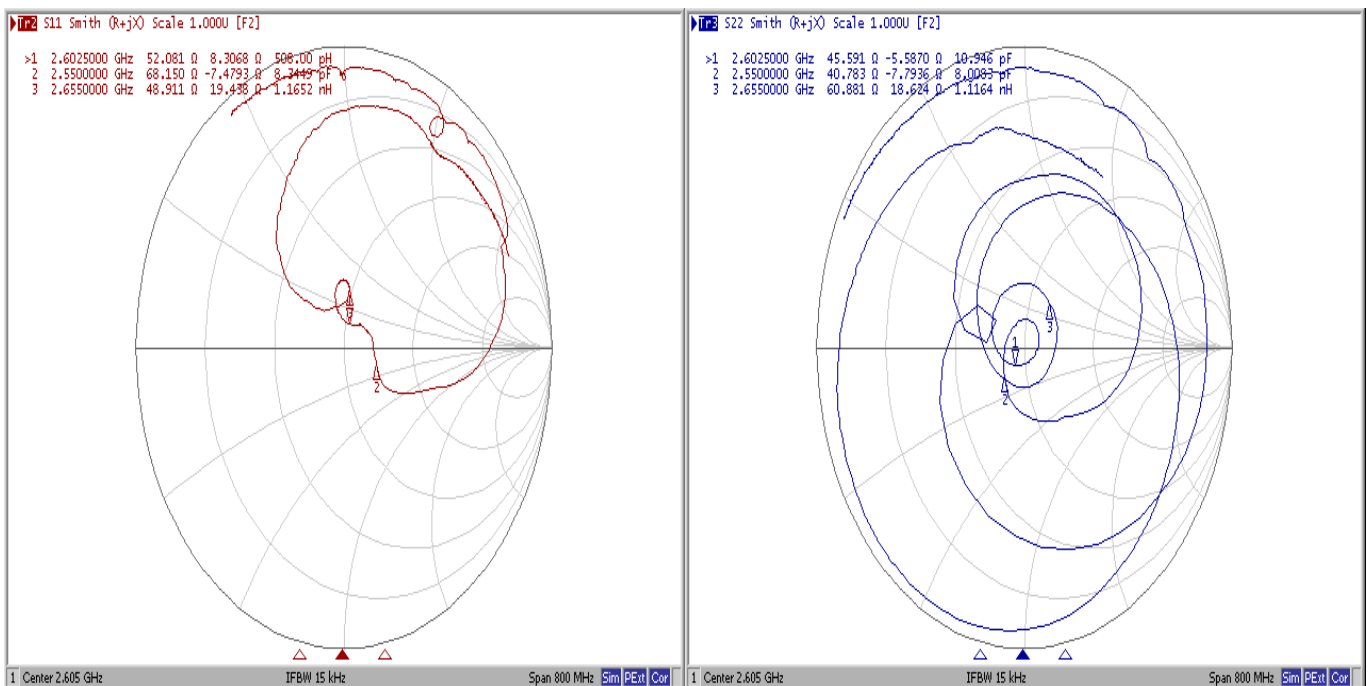 Tr2 S11 Smith (R+jX) Scale 1.000U [F2]
>1 2.6025000 GHz 52.081 Ω 8.3068 Ω 508.00 pH
2 2.5500000 GHz 68.150 Ω -7.4793 Ω 8.3449 pF
3 2.6550000 GHz 48.911 Ω 19.438 Ω 1.1652 nH
2
1 Center 2.605 GHz IFBW 15 kHz Span 800 MHz Sim PExt Cor
Tr3 S22 Smith (R+jX) Scale 1.000U [F2]
>1 2.6025000 GHz 45.591 Ω -5.5870 Ω 10.946 pF
2 2.5500000 GHz 40.783 Ω -7.7936 Ω 8.0083 pF
3 2.6550000 GHz 60.881 Ω 18.624 Ω 1.1164 nH
3
1
2
1 Center 2.605 GHz IFBW 15 kHz Span 800 MHz Sim PExt Cor